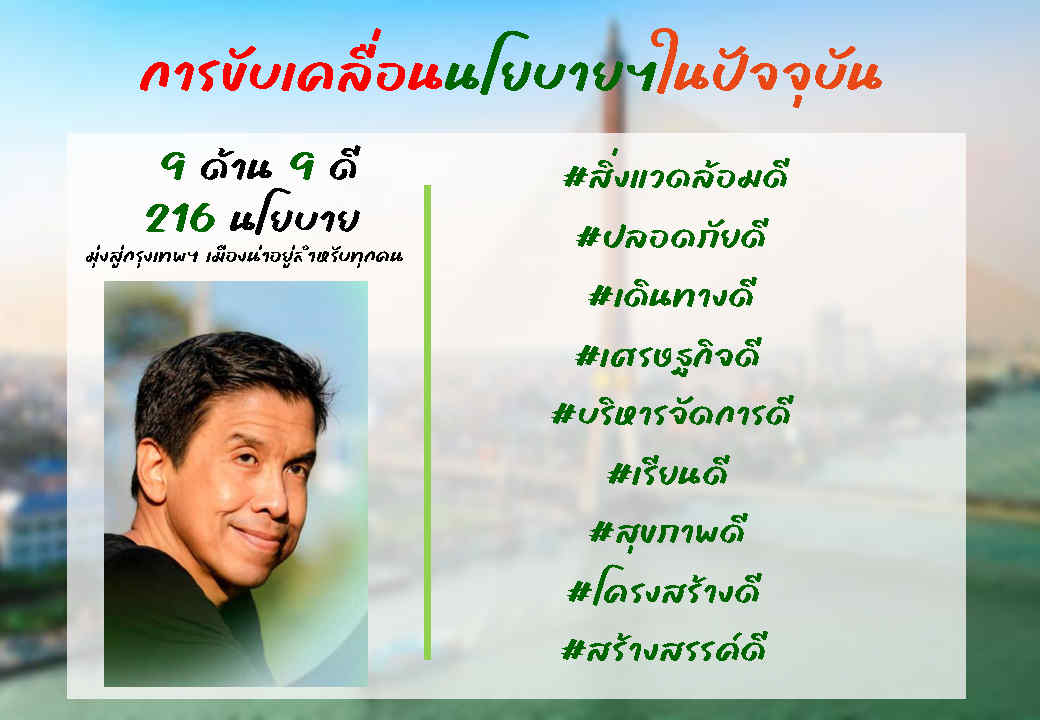 การขับเคลื่อนนโยบายฯในปัจจุบัน
9 ด้าน 9 ดี
216 นโยบาย
มุ่งสู่กรุงเทพฯ เมืองน่าอยู่สำหรับทุกคน
#สิ่งแวดล้อมดี
#ปลอดภัยดี
#เดินทางดี
#เศรษฐกิจดี
#บริหารจัดการดี
#เรียนดี
#สุขภาพดี
#โครงสร้างดี
#สร้างสรรค์ดี